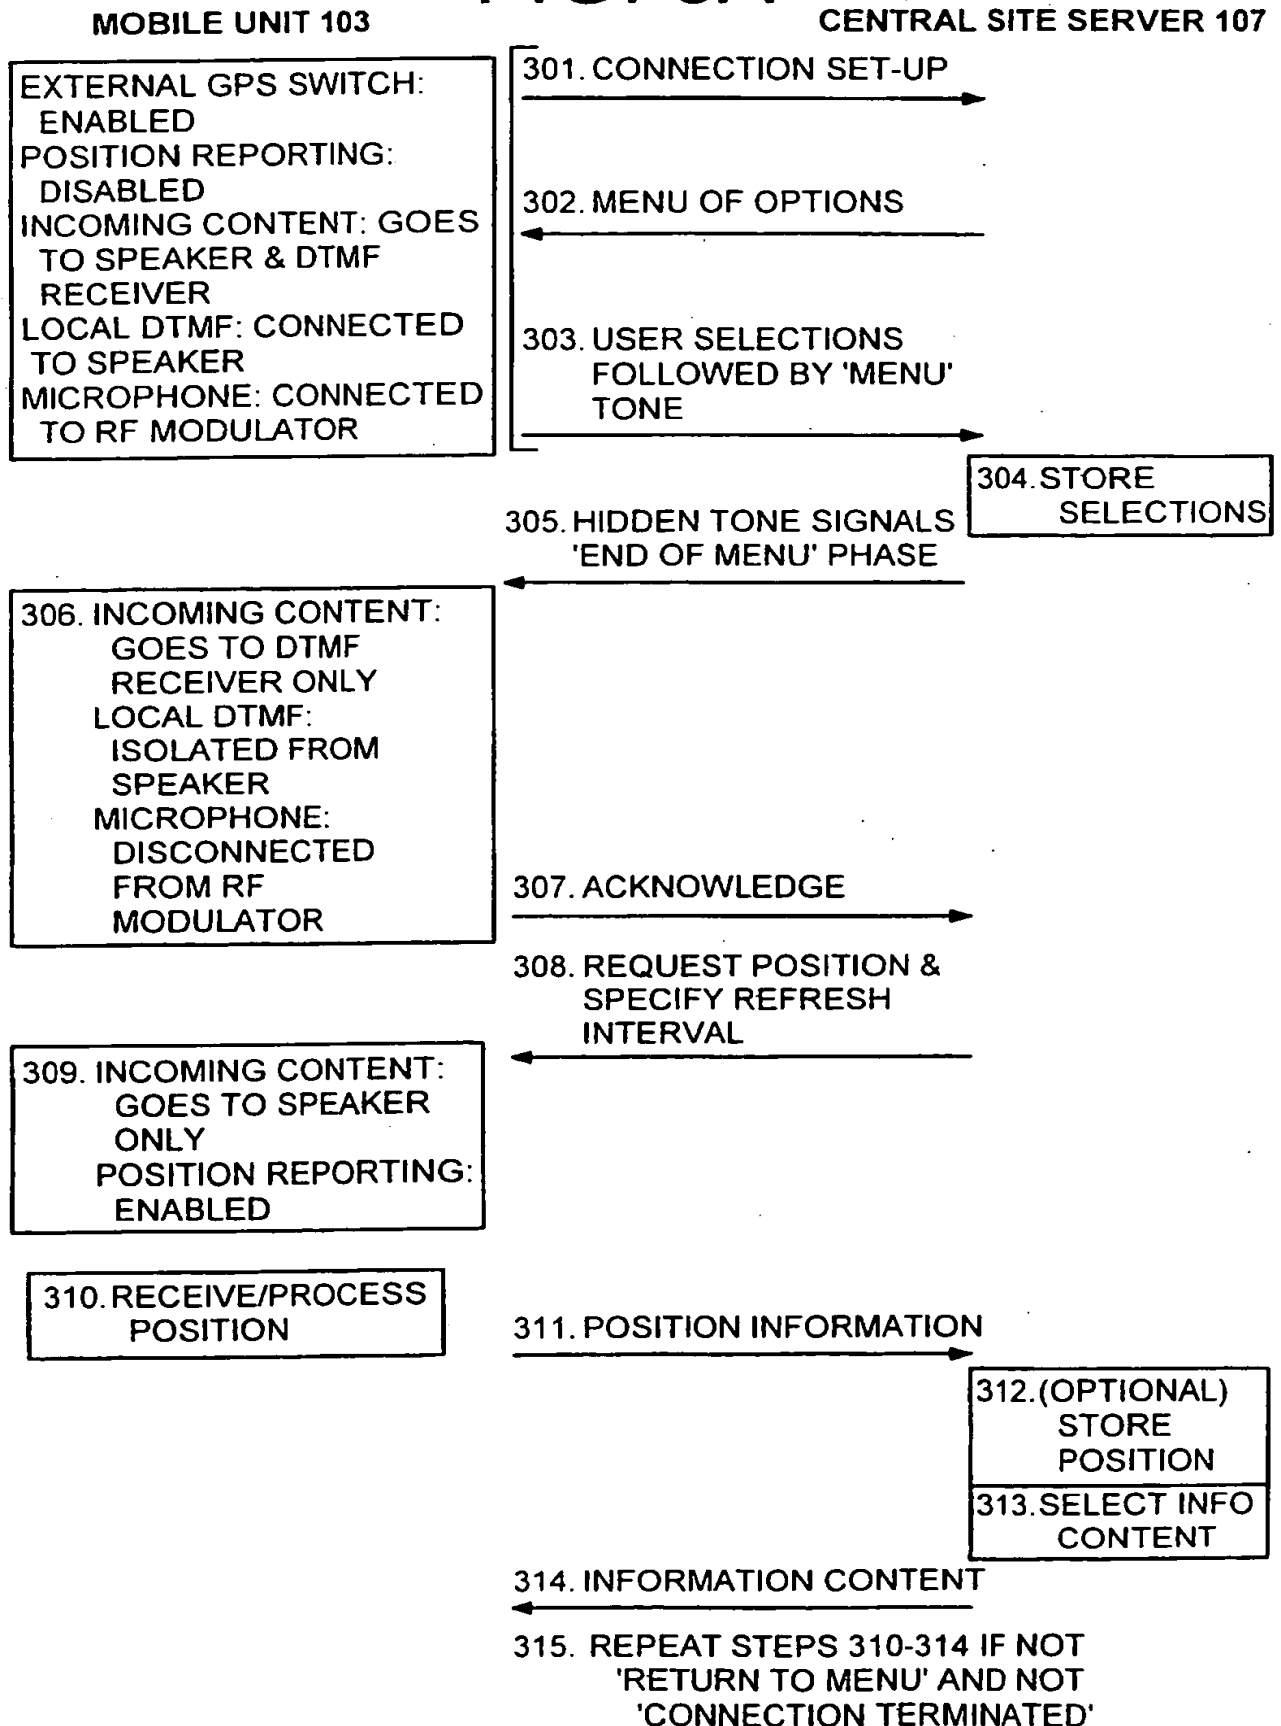 MOBILE UNIT 103
CENTRAL SITE SERVER 107
EXTERNAL GPS SWITCH:
ENABLED
POSITION REPORTING:
DISABLED
INCOMING CONTENT: GOES
TO SPEAKER & DTMF
RECEIVER
LOCAL DTMF: CONNECTED
TO SPEAKER
MICROPHONE: CONNECTED
TO RF MODULATOR
301. CONNECTION SET-UP
302. MENU OF OPTIONS
303. USER SELECTIONS
FOLLOWED BY 'MENU'
TONE
304. STORE
SELECTIONS
305. HIDDEN TONE SIGNALS
'END OF MENU' PHASE
306. INCOMING CONTENT:
GOES TO DTMF
RECEIVER ONLY
LOCAL DTMF:
ISOLATED FROM
SPEAKER
MICROPHONE:
DISCONNECTED
FROM RF
MODULATOR
307. ACKNOWLEDGE
308. REQUEST POSITION &
SPECIFY REFRESH
INTERVAL
309. INCOMING CONTENT:
GOES TO SPEAKER
ONLY
POSITION REPORTING:
ENABLED
310. RECEIVE/PROCESS
POSITION
311. POSITION INFORMATION
312. (OPTIONAL)
STORE
POSITION
313. SELECT INFO
CONTENT
314. INFORMATION CONTENT
315. REPEAT STEPS 310-314 IF NOT
'RETURN TO MENU' AND NOT
'CONNECTION TERMINATED'